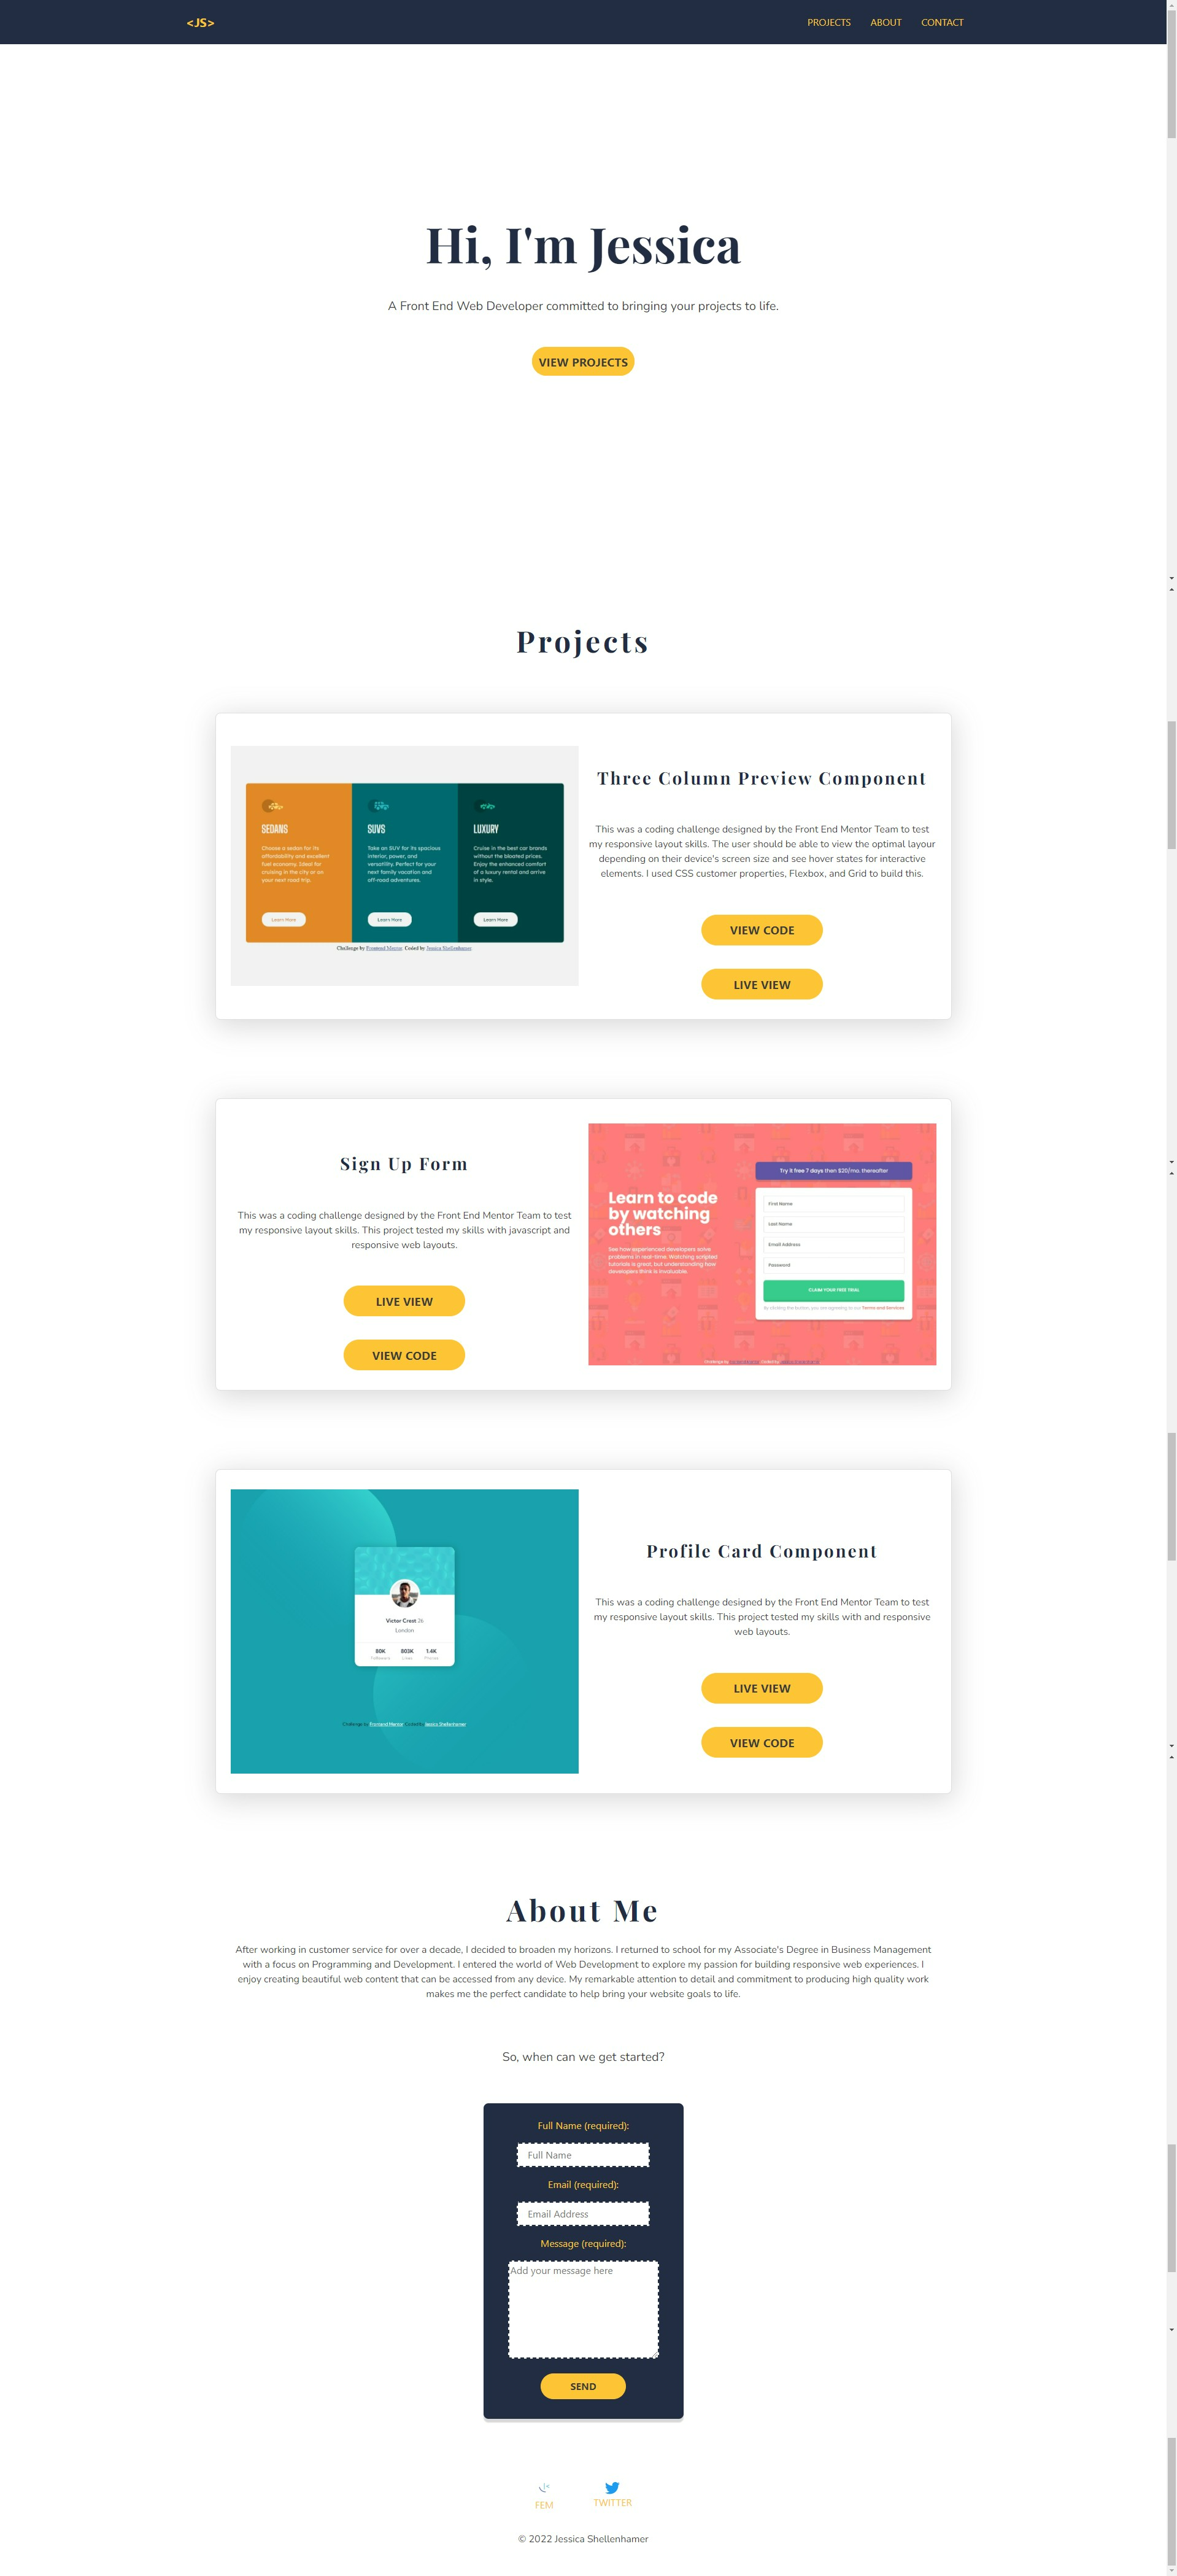 <JS>
PROJECTS ABOUT CONTACT
Hi, I'm Jessica
A Front End Web Developer committed to bringing your projects to life.
VIEW PROJECTS
Projects
SEDANS
Choose a sedan for its
affordability and excellent
fuel economy. Ideal for
cruising in the city or on
your next road trip.
Learn More
SUVS
Take an SUV for its spacious
interior, power, and
versatility. Perfect for your
next family vacation and
off-road adventures.
Learn More
LUXURY
Cruise in the best car brands
without the bloated prices.
Enjoy the enhanced comfort
of a luxury rental and arrive
in style.
Learn More
Challenge by Frontend Mentor. Coded by Jessica Shellenhamer
Three Column Preview Component
This was a coding challenge designed by the Front End Mentor Team to test
my responsive layout skills. The user should be able to view the optimal layour
depending on their device's screen size and see hover states for interactive
elements. I used CSS customer properties, Flexbox, and Grid to build this.
VIEW CODE
LIVE VIEW
Sign Up Form
This was a coding challenge designed by the Front End Mentor Team to test
my responsive layout skills. This project tested my skills with javascript and
responsive web layouts.
LIVE VIEW
VIEW CODE
Learn to code
by watching
others
See how experienced developers solve
problems in real-time. Watching scripted
tutorials is great, but understanding how
developers think is invaluable.
Try it free 7 days then $20/mo. thereafter
First Name
Last Name
Email Address
Password
CLAIM YOUR FREE TRIAL
By clicking the button, you are agreeing to our Terms and Services
Victor Crest 26
London
80K 803K 1.4K
Followers Likes Photos
Challenge by Frontend Mentor. Coded by Jessica Shellenhamer
Profile Card Component
This was a coding challenge designed by the Front End Mentor Team to test
my responsive layout skills. This project tested my skills with and responsive
web layouts.
LIVE VIEW
VIEW CODE
About Me
After working in customer service for over a decade, I decided to broaden my horizons. I returned to school for my Associate's Degree in Business Management
with a focus on Programming and Development. I entered the world of Web Development to explore my passion for building responsive web experiences. I
enjoy creating beautiful web content that can be accessed from any device. My remarkable attention to detail and commitment to producing high quality work
makes me the perfect candidate to help bring your website goals to life.
So, when can we get started?
Full Name (required):
Full Name
Email (required):
Email Address
Message (required):
Add your message here
SEND
FEM TWITTER
© 2022 Jessica Shellenhamer